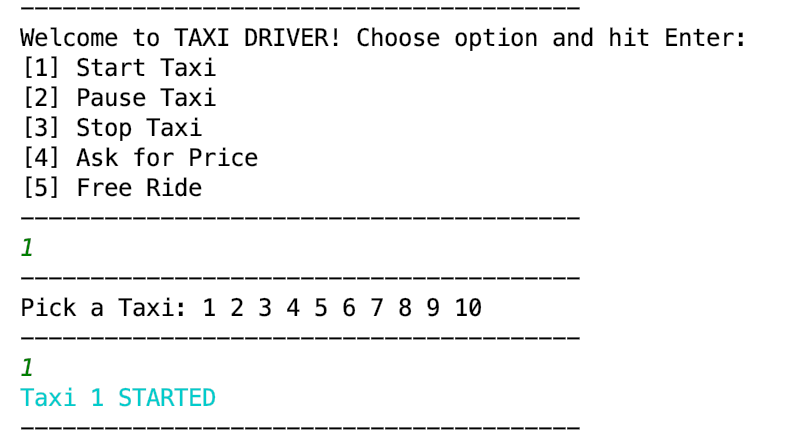 ----------------------------------------
Welcome to TAXI DRIVER! Choose option and hit Enter:
[1] Start Taxi
[2] Pause Taxi
[3] Stop Taxi
[4] Ask for Price
[5] Free Ride
----------------------------------------
1
----------------------------------------
Pick a Taxi: 1 2 3 4 5 6 7 8 9 10
----------------------------------------
1
Taxi 1 STARTED
----------------------------------------